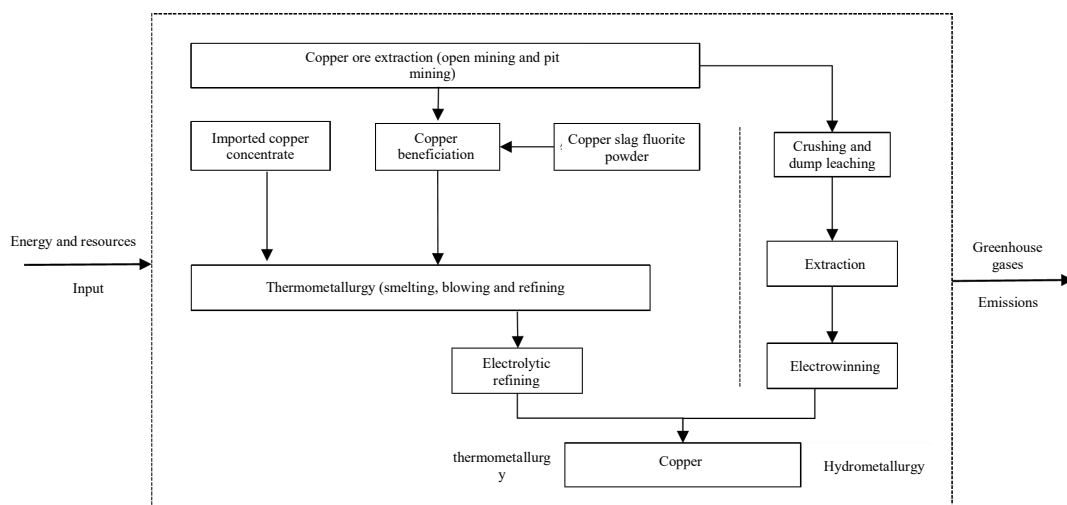 Copper ore extraction (open mining and pit
mining)
Imported copper
concentrate
Copper
beneficiation
Copper slag fluorite
powder
Crushing and
dump leaching
Energy and resources
Input
Greenhouse
gases
Emissions
Extraction
Thermometallurgy (smelting, blowing and refining
Electrolytic
refining
Electrowinning
thermometallurg
y
Copper
Hydrometallurgy